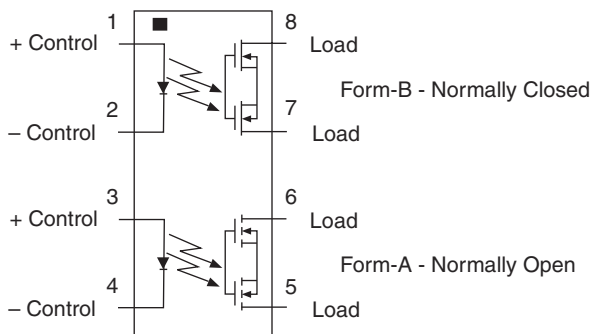 1
8
+ Control
Load
Form-B - Normally Closed
2
7
– Control
Load
3
6
+ Control
Load
Form-A - Normally Open
4
5
– Control
Load